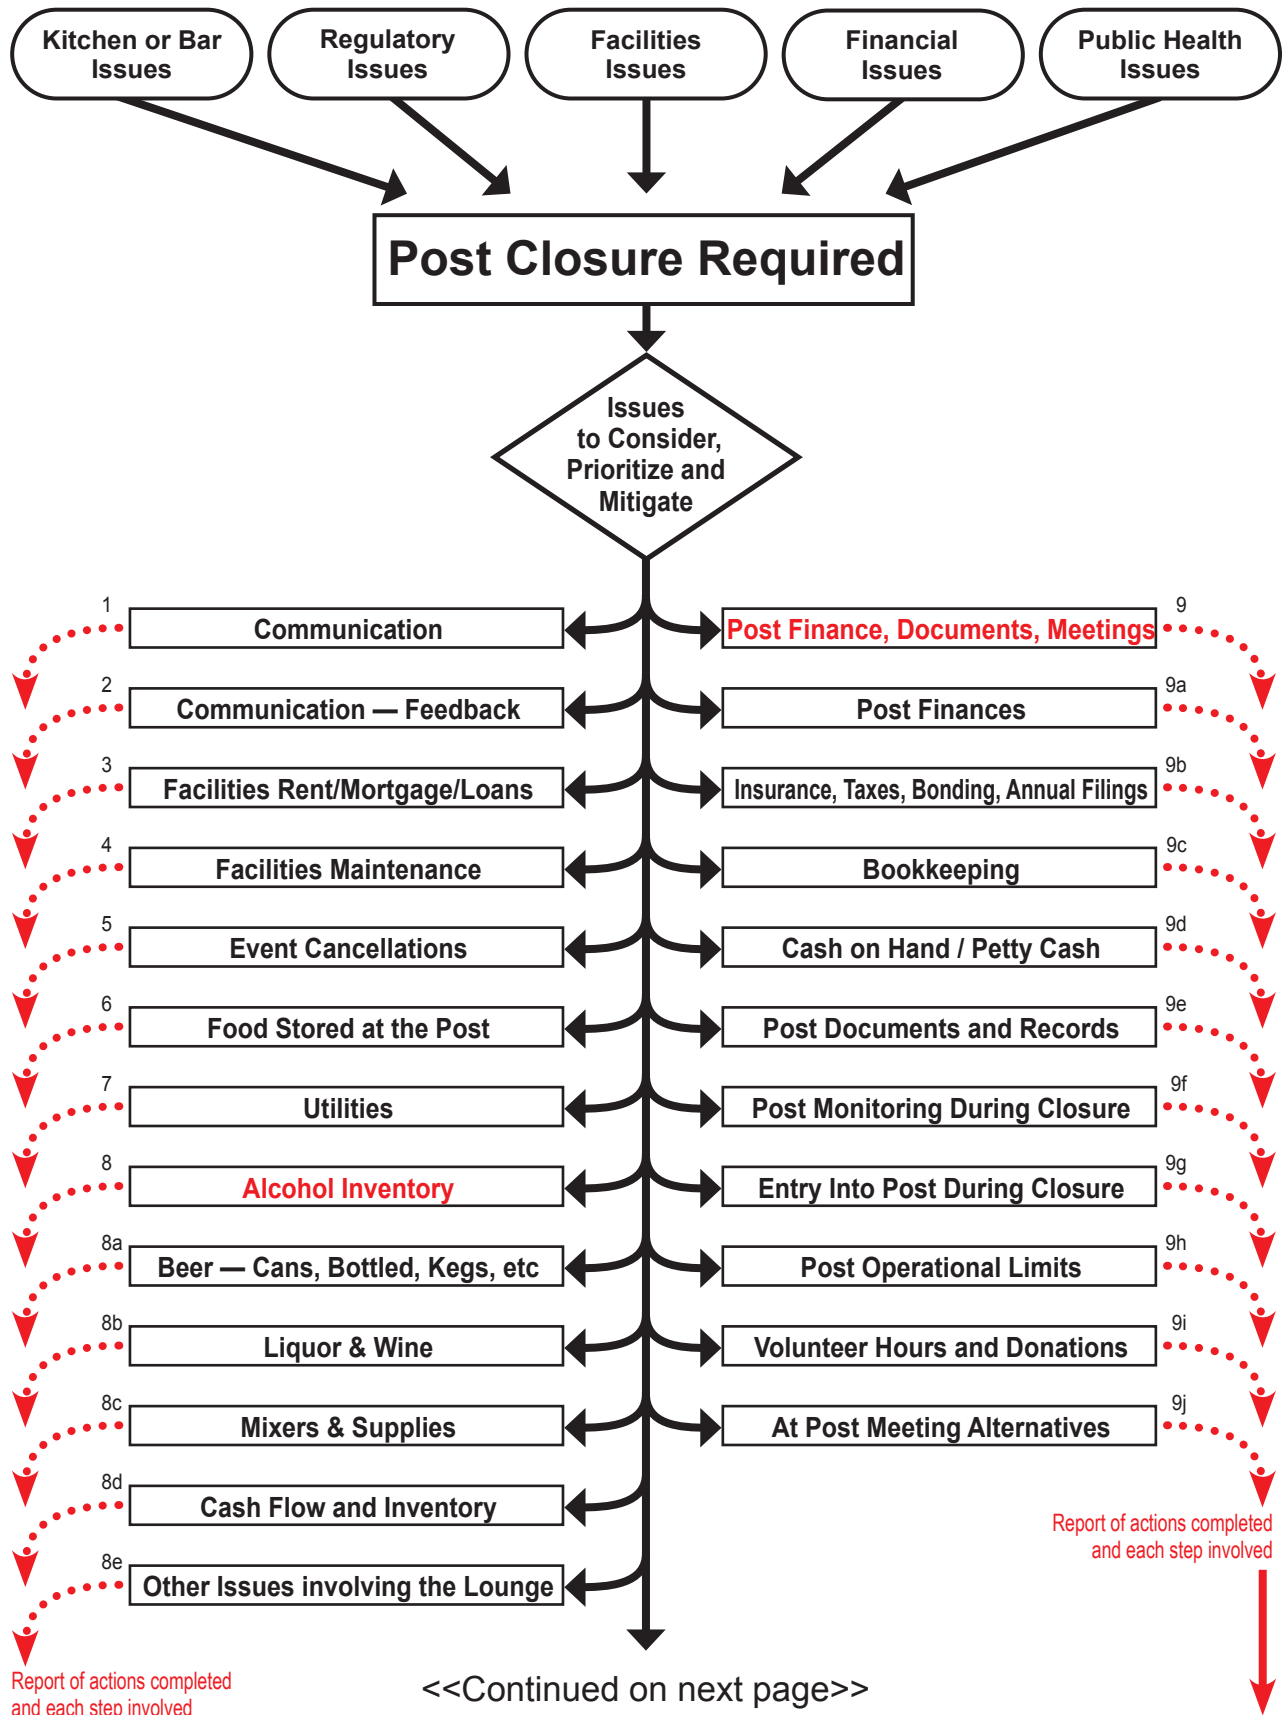 Kitchen or Bar
Issues
Regulatory
Issues
Facilities
Issues
Financial
Issues
Public Health
Issues
Post Closure Required
Issues
to Consider,
Prioritize and
Mitigate
1
Communication
2
Communication — Feedback
3
Facilities Rent/Mortgage/Loans
4
Facilities Maintenance
5
Event Cancellations
6
Food Stored at the Post
7
Utilities
8
Alcohol Inventory
8a
Beer — Cans, Bottled, Kegs, etc
8b
Liquor & Wine
8c
Mixers & Supplies
8d
Cash Flow and Inventory
8e
Other Issues involving the Lounge
Report of actions completed
and each step involved
9
Post Finance, Documents, Meetings
9a
Post Finances
9b
Insurance, Taxes, Bonding, Annual Filings
9c
Bookkeeping
9d
Cash on Hand / Petty Cash
9e
Post Documents and Records
9f
Post Monitoring During Closure
9g
Entry Into Post During Closure
9h
Post Operational Limits
9i
Volunteer Hours and Donations
9j
At Post Meeting Alternatives
Report of actions completed
and each step involved
<<Continued on next page>>